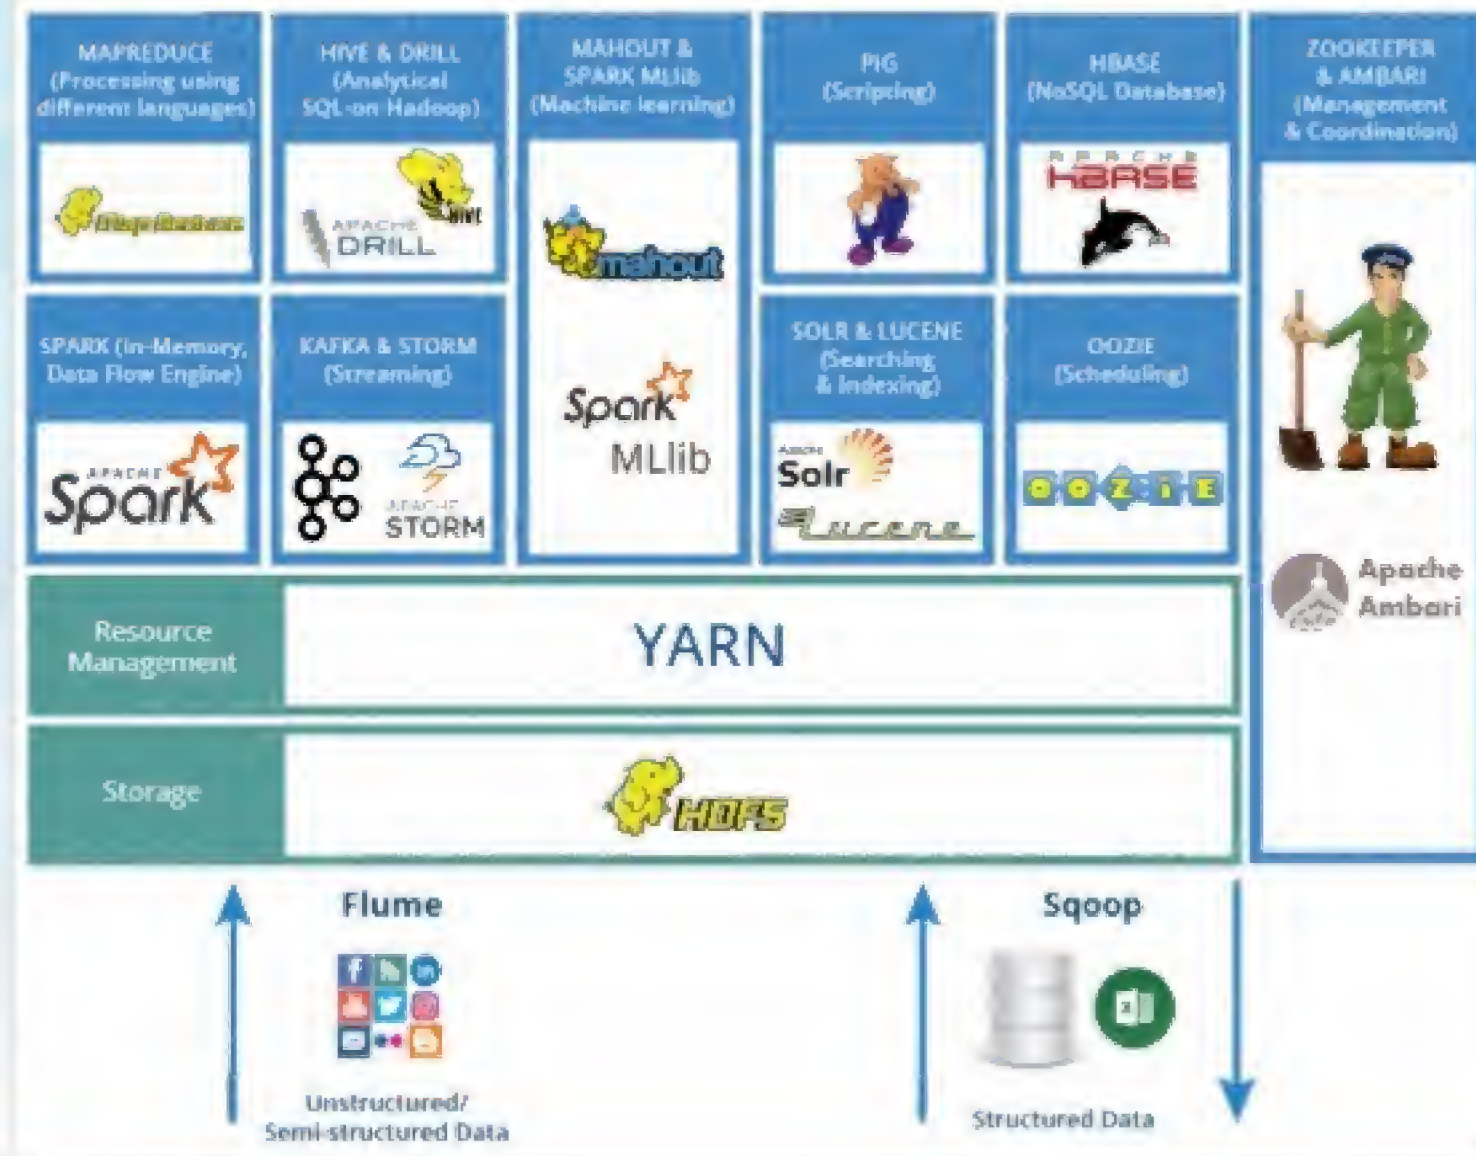 MAPREDUCE
(Processing using
different languages)
HIVE & DRILL
(Analytical
SQL-on Hadoop)
MAHOUT &
SPARK MLlib
(Machine learning)
PIG
(Scripting)
HBASE
(NoSQL Database)
ZOOKEEPER
& AMBARI
(Management
& Coordination)
HIVE
APACHE
DRILL
mahout
APACHE
HBASE
SPARK (In-Memory,
Data Flow Engine)
KAFKA & STORM
(Streaming)
Spark
MLlib
SOLR & LUCENE
(Searching
& Indexing)
OOZIE
(Scheduling)
APACHE
Spark
APACHE
STORM
Apache
Solr
Lucene
OOZIE
Apache
Ambari
Resource
Management
YARN
Storage
HDFS
Flume
Sqoop
Unstructured/
Semi-structured Data
Structured Data